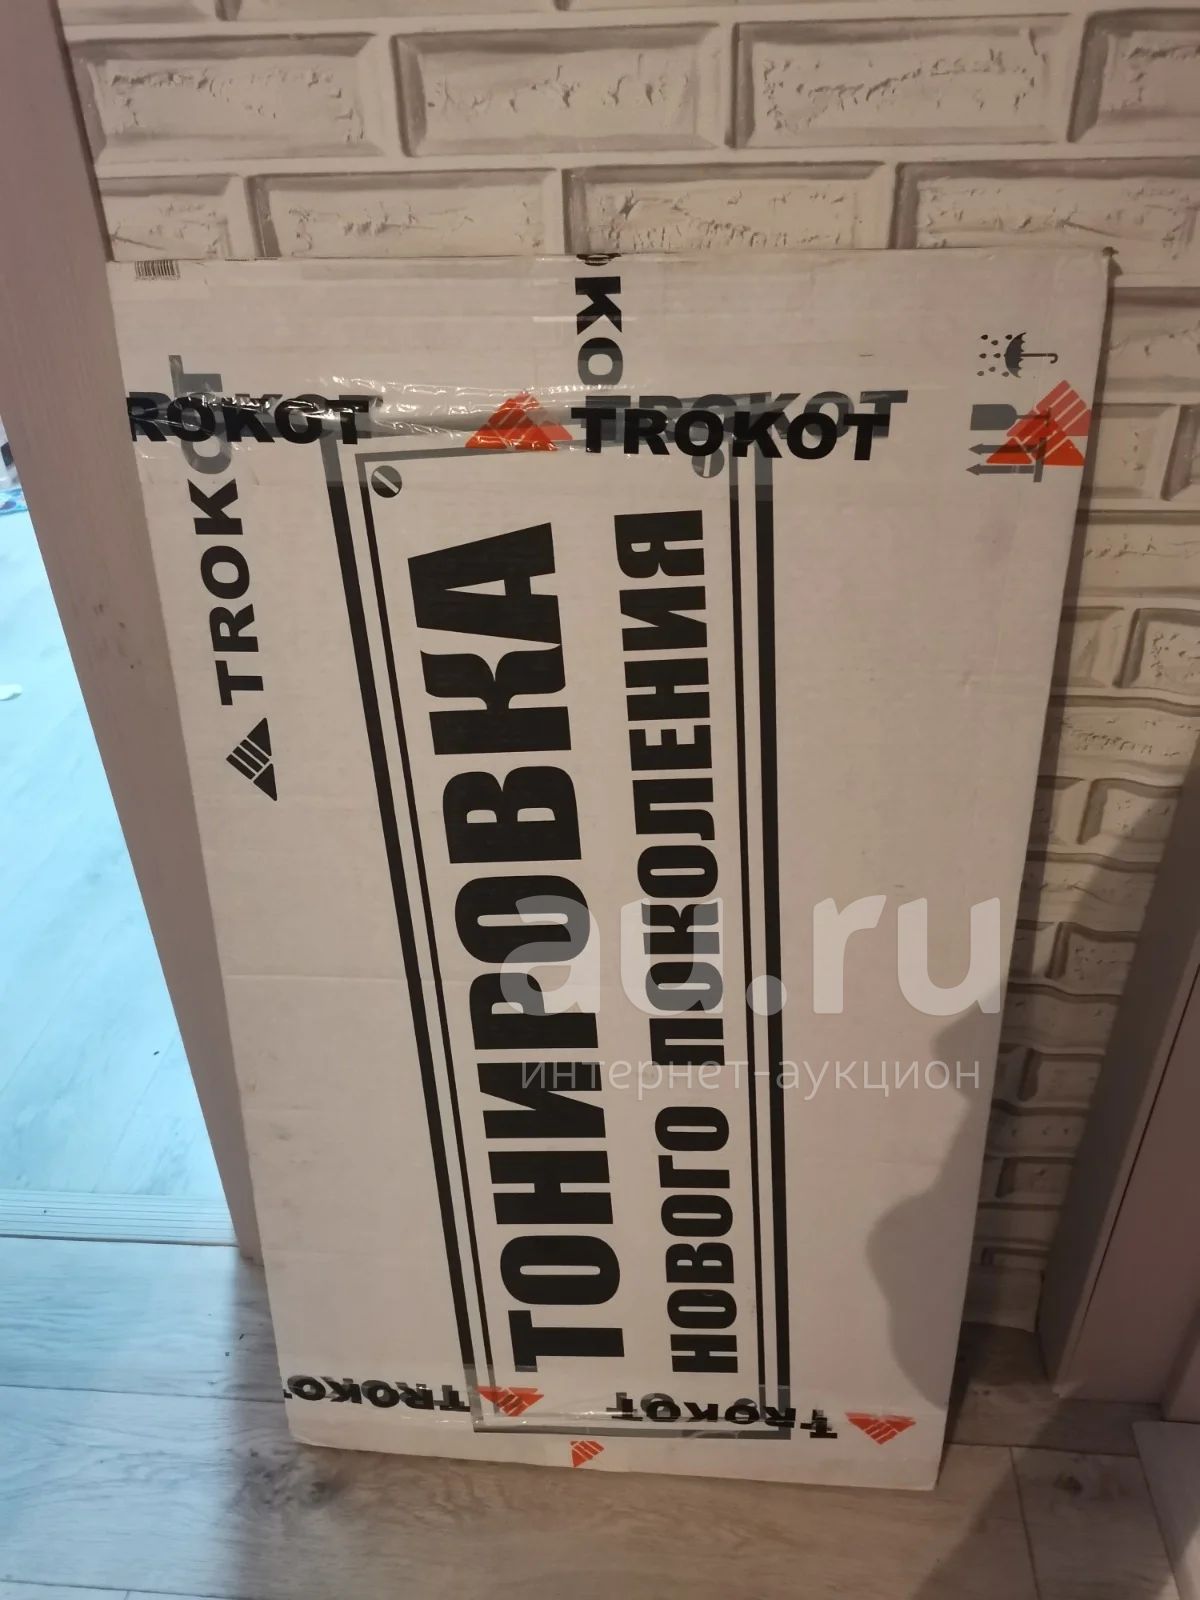 TROKOT
TROKOT
TROKOT
TROKOT
ТОНИРОВКА
НОВОГО ПОКОЛЕНИЯ
au.ru
интернет-аукцион
TROKOT
TROKOT